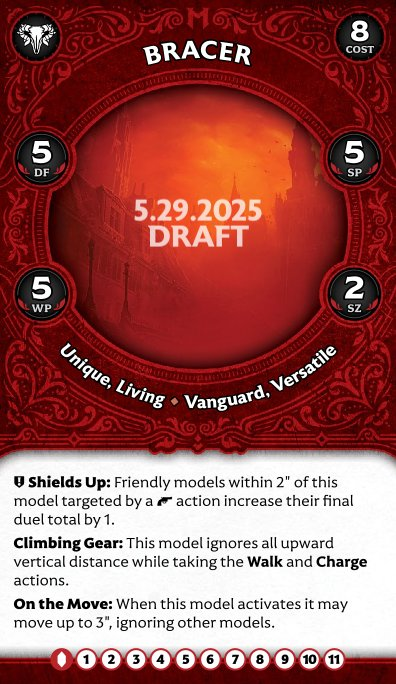 BRACER
8
COST
5
DF
5
SP
5.29.2025
DRAFT
5
WP
2
SZ
Unique, Living ♦ Vanguard, Versatile
Shields Up: Friendly models within 2" of this
model targeted by a action increase their final
duel total by 1.
Climbing Gear: This model ignores all upward
vertical distance while taking the Walk and Charge
actions.
On the Move: When this model activates it may
move up to 3", ignoring other models.
1 2 3 4 5 6 7 8 9 10 11